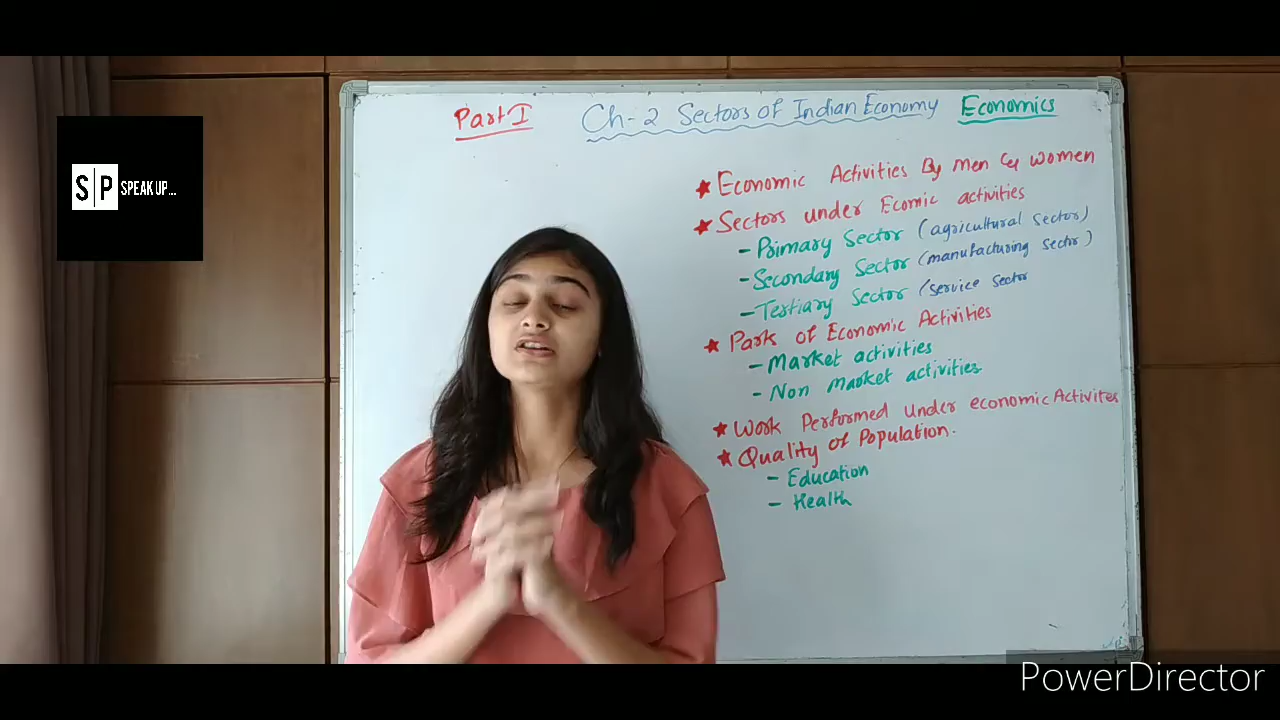 Part I Ch-2 Sectors of Indian Economy Economics
S|P SPEAK UP...
★ Economic Activities By Men & Women
★ Sectors under Ecomic activities
- Primary Sector (agricultural sector)
- Secondary Sector (manufacturing sector)
- Tertiary Sector (service sector
★ Parts of Economic Activities
- Market activities
- Non Market activities
★ Work Performed Under economic Activites
★ Quality of Population.
- Education
- Health
PowerDirector